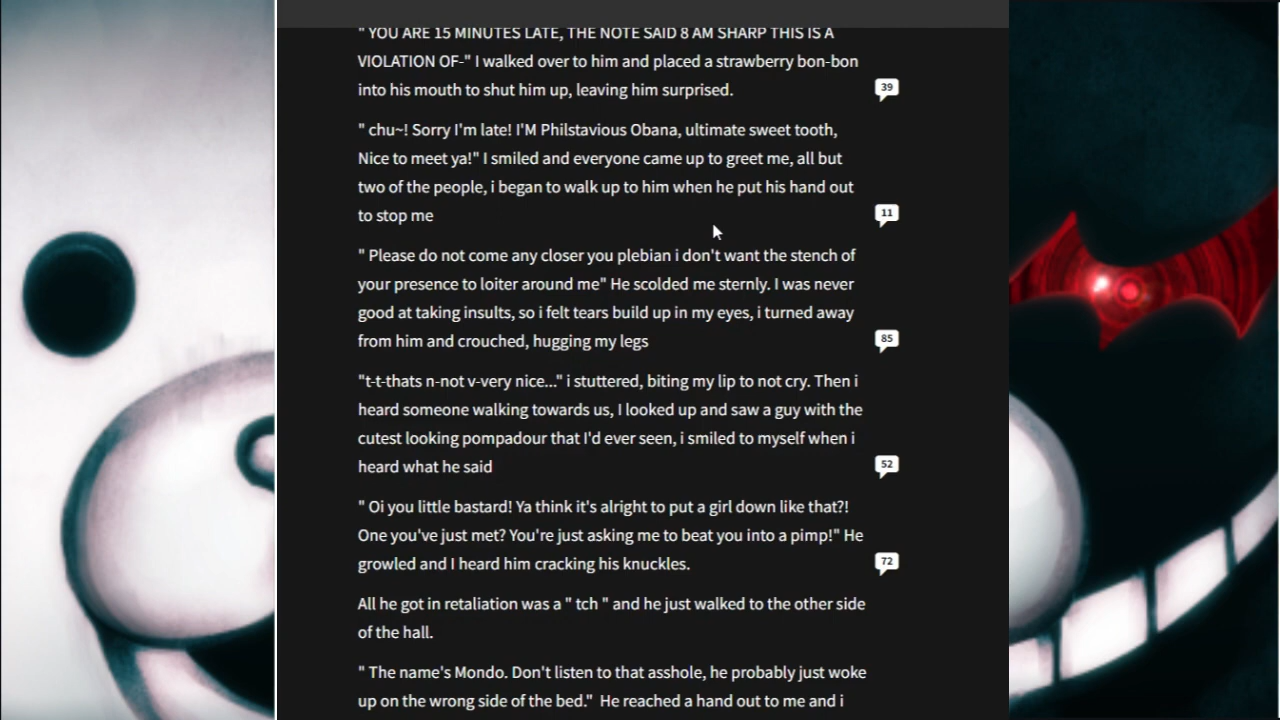 " YOU ARE 15 MINUTES LATE, THE NOTE SAID 8 AM SHARP THIS IS A
VIOLATION OF-" I walked over to him and placed a strawberry bon-bon
into his mouth to shut him up, leaving him surprised.
39
" chu~! Sorry I'm late! I'M Philstavious Obana, ultimate sweet tooth,
Nice to meet ya!" I smiled and everyone came up to greet me, all but
two of the people, i began to walk up to him when he put his hand out
to stop me
11
" Please do not come any closer you plebian i don't want the stench of
your presence to loiter around me" He scolded me sternly. I was never
good at taking insults, so i felt tears build up in my eyes, i turned away
from him and crouched, hugging my legs
85
"t-t-thats n-not v-very nice..." i stuttered, biting my lip to not cry. Then i
heard someone walking towards us, I looked up and saw a guy with the
cutest looking pompadour that I'd ever seen, i smiled to myself when i
heard what he said
52
" Oi you little bastard! Ya think it's alright to put a girl down like that?!
One you've just met? You're just asking me to beat you into a pimp!" He
growled and I heard him cracking his knuckles.
72
All he got in retaliation was a " tch " and he just walked to the other side
of the hall.
" The name's Mondo. Don't listen to that asshole, he probably just woke
up on the wrong side of the bed."  He reached a hand out to me and i